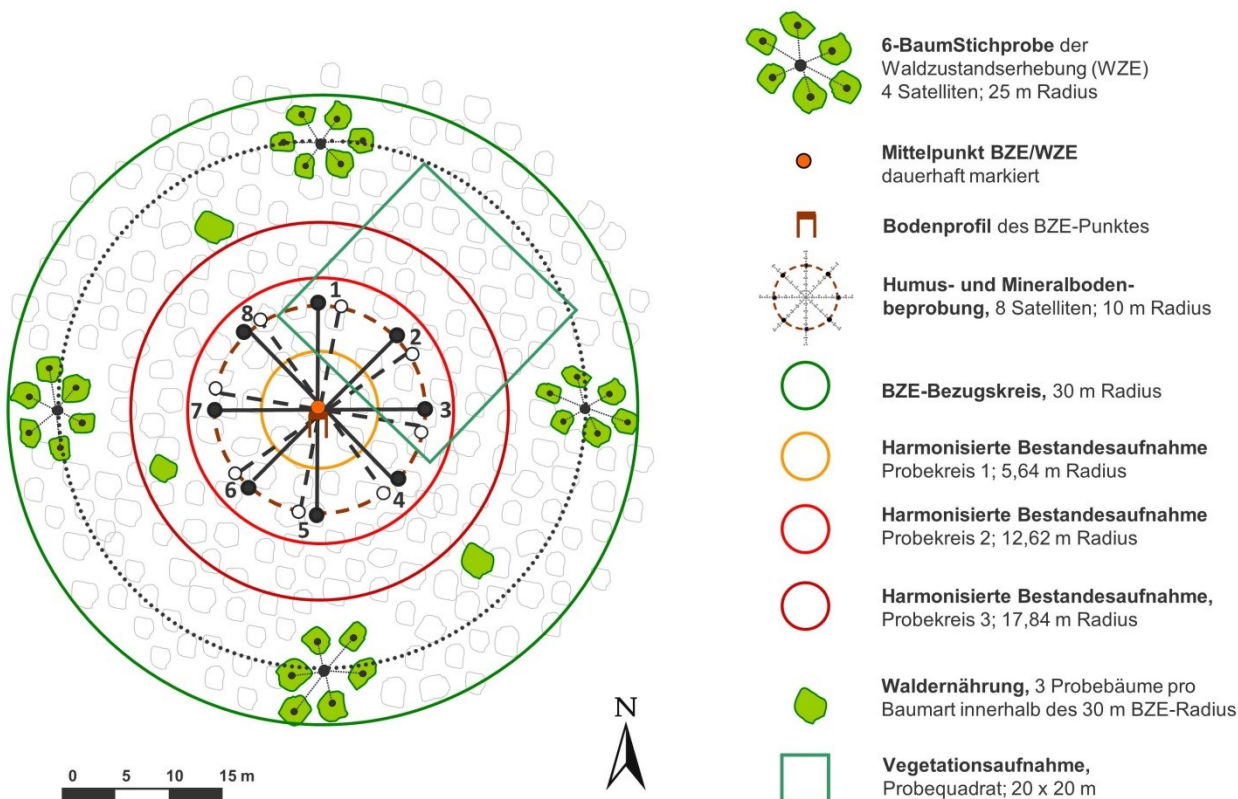 6-BaumStichprobe der
Waldzustandserhebung (WZE)
4 Satelliten; 25 m Radius
Mittelpunkt BZE/WZE
dauerhaft markiert
Bodenprofil des BZE-Punktes
Humus- und Mineralboden-
beprobung, 8 Satelliten; 10 m Radius
BZE-Bezugskreis, 30 m Radius
Harmonisierte Bestandesaufnahme
Probekreis 1; 5,64 m Radius
Harmonisierte Bestandesaufnahme
Probekreis 2; 12,62 m Radius
Harmonisierte Bestandesaufnahme,
Probekreis 3; 17,84 m Radius
Waldernährung, 3 Probebäume pro
Baumart innerhalb des 30 m BZE-Radius
Vegetationsaufnahme,
Probequadrat; 20 x 20 m
1
2
3
4
5
6
7
8
N
0 5 10 15 m